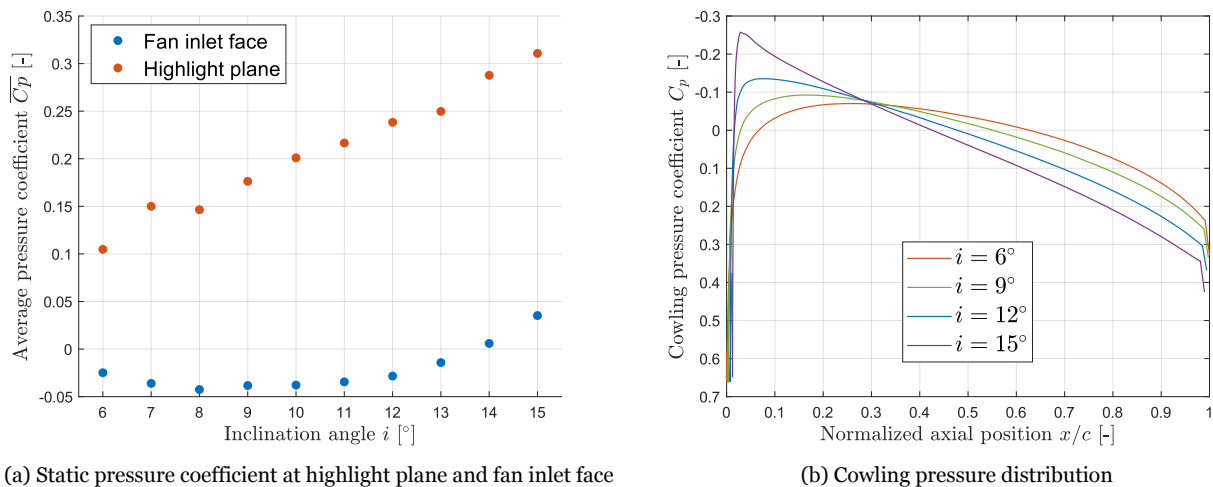 0.35
0.3
0.25
0.2
0.15
0.1
0.05
0
-0.05
Average pressure coefficient $\overline{Cp}$ [-]
Fan inlet face
Highlight plane
6 7 8 9 10 11 12 13 14 15
Inclination angle i [°]
(a) Static pressure coefficient at highlight plane and fan inlet face
-0.3
-0.2
-0.1
0
0.1
0.2
0.3
0.4
0.5
0.6
0.7
Cowling pressure coefficient $C_p$ [-]
i = 6°
i = 9°
i = 12°
i = 15°
0 0.1 0.2 0.3 0.4 0.5 0.6 0.7 0.8 0.9 1
Normalized axial position x/c [-]
(b) Cowling pressure distribution